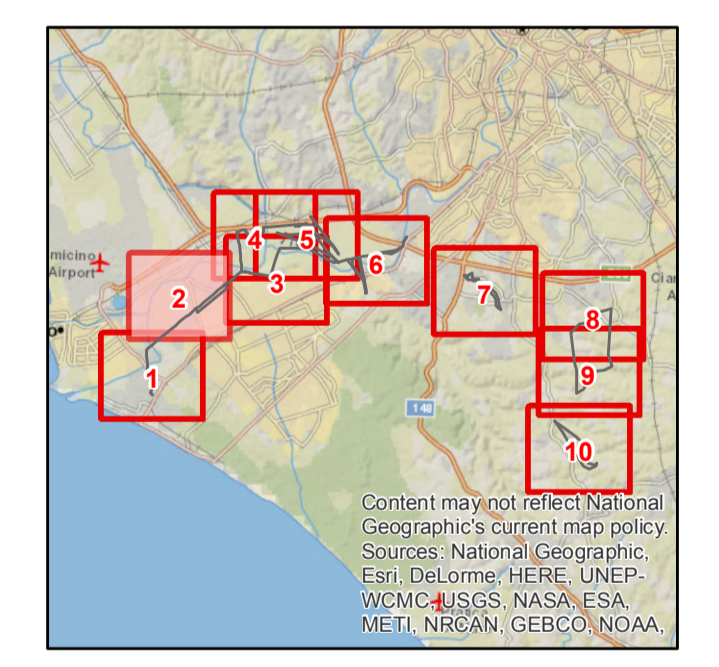 4
5
micino
Airport
6
3
2
7
Cia
A
8
o
1
9
148
10
Content may not reflect National
Geographic's current map policy.
Sources: National Geographic,
Esri, DeLorme, HERE, UNEP-
WCMC, USGS, NASA, ESA,
METI, NRCAN, GEBCO, NOAA,